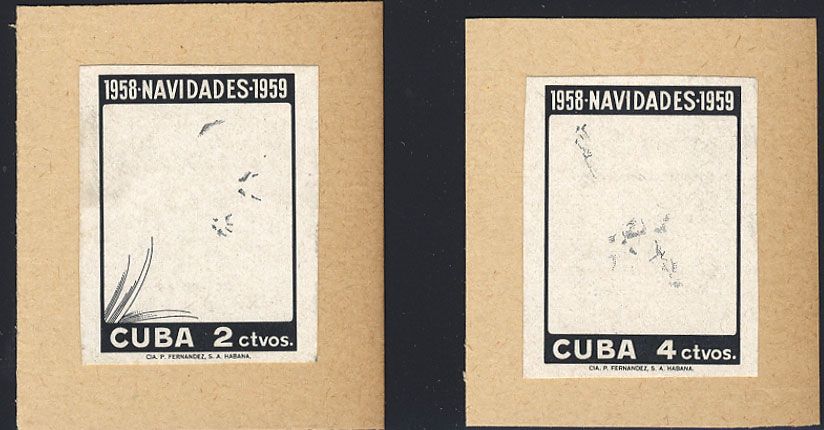 1958·NAVIDADES·1959
CUBA 2 ctvos.
CIA. P. FERNANDEZ, S. A. HABANA.
1958·NAVIDADES·1959
CUBA 4 ctvos.
CIA. P. FERNANDEZ, S. A. HABANA.